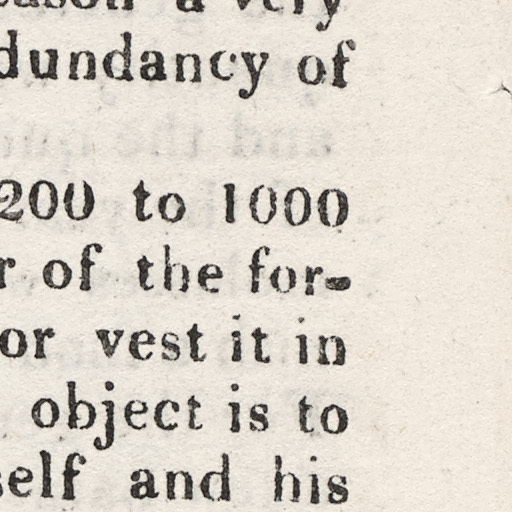 eason a very
dundancy of
200 to 1000
r of the for-
or vest it in
object is to
self and his